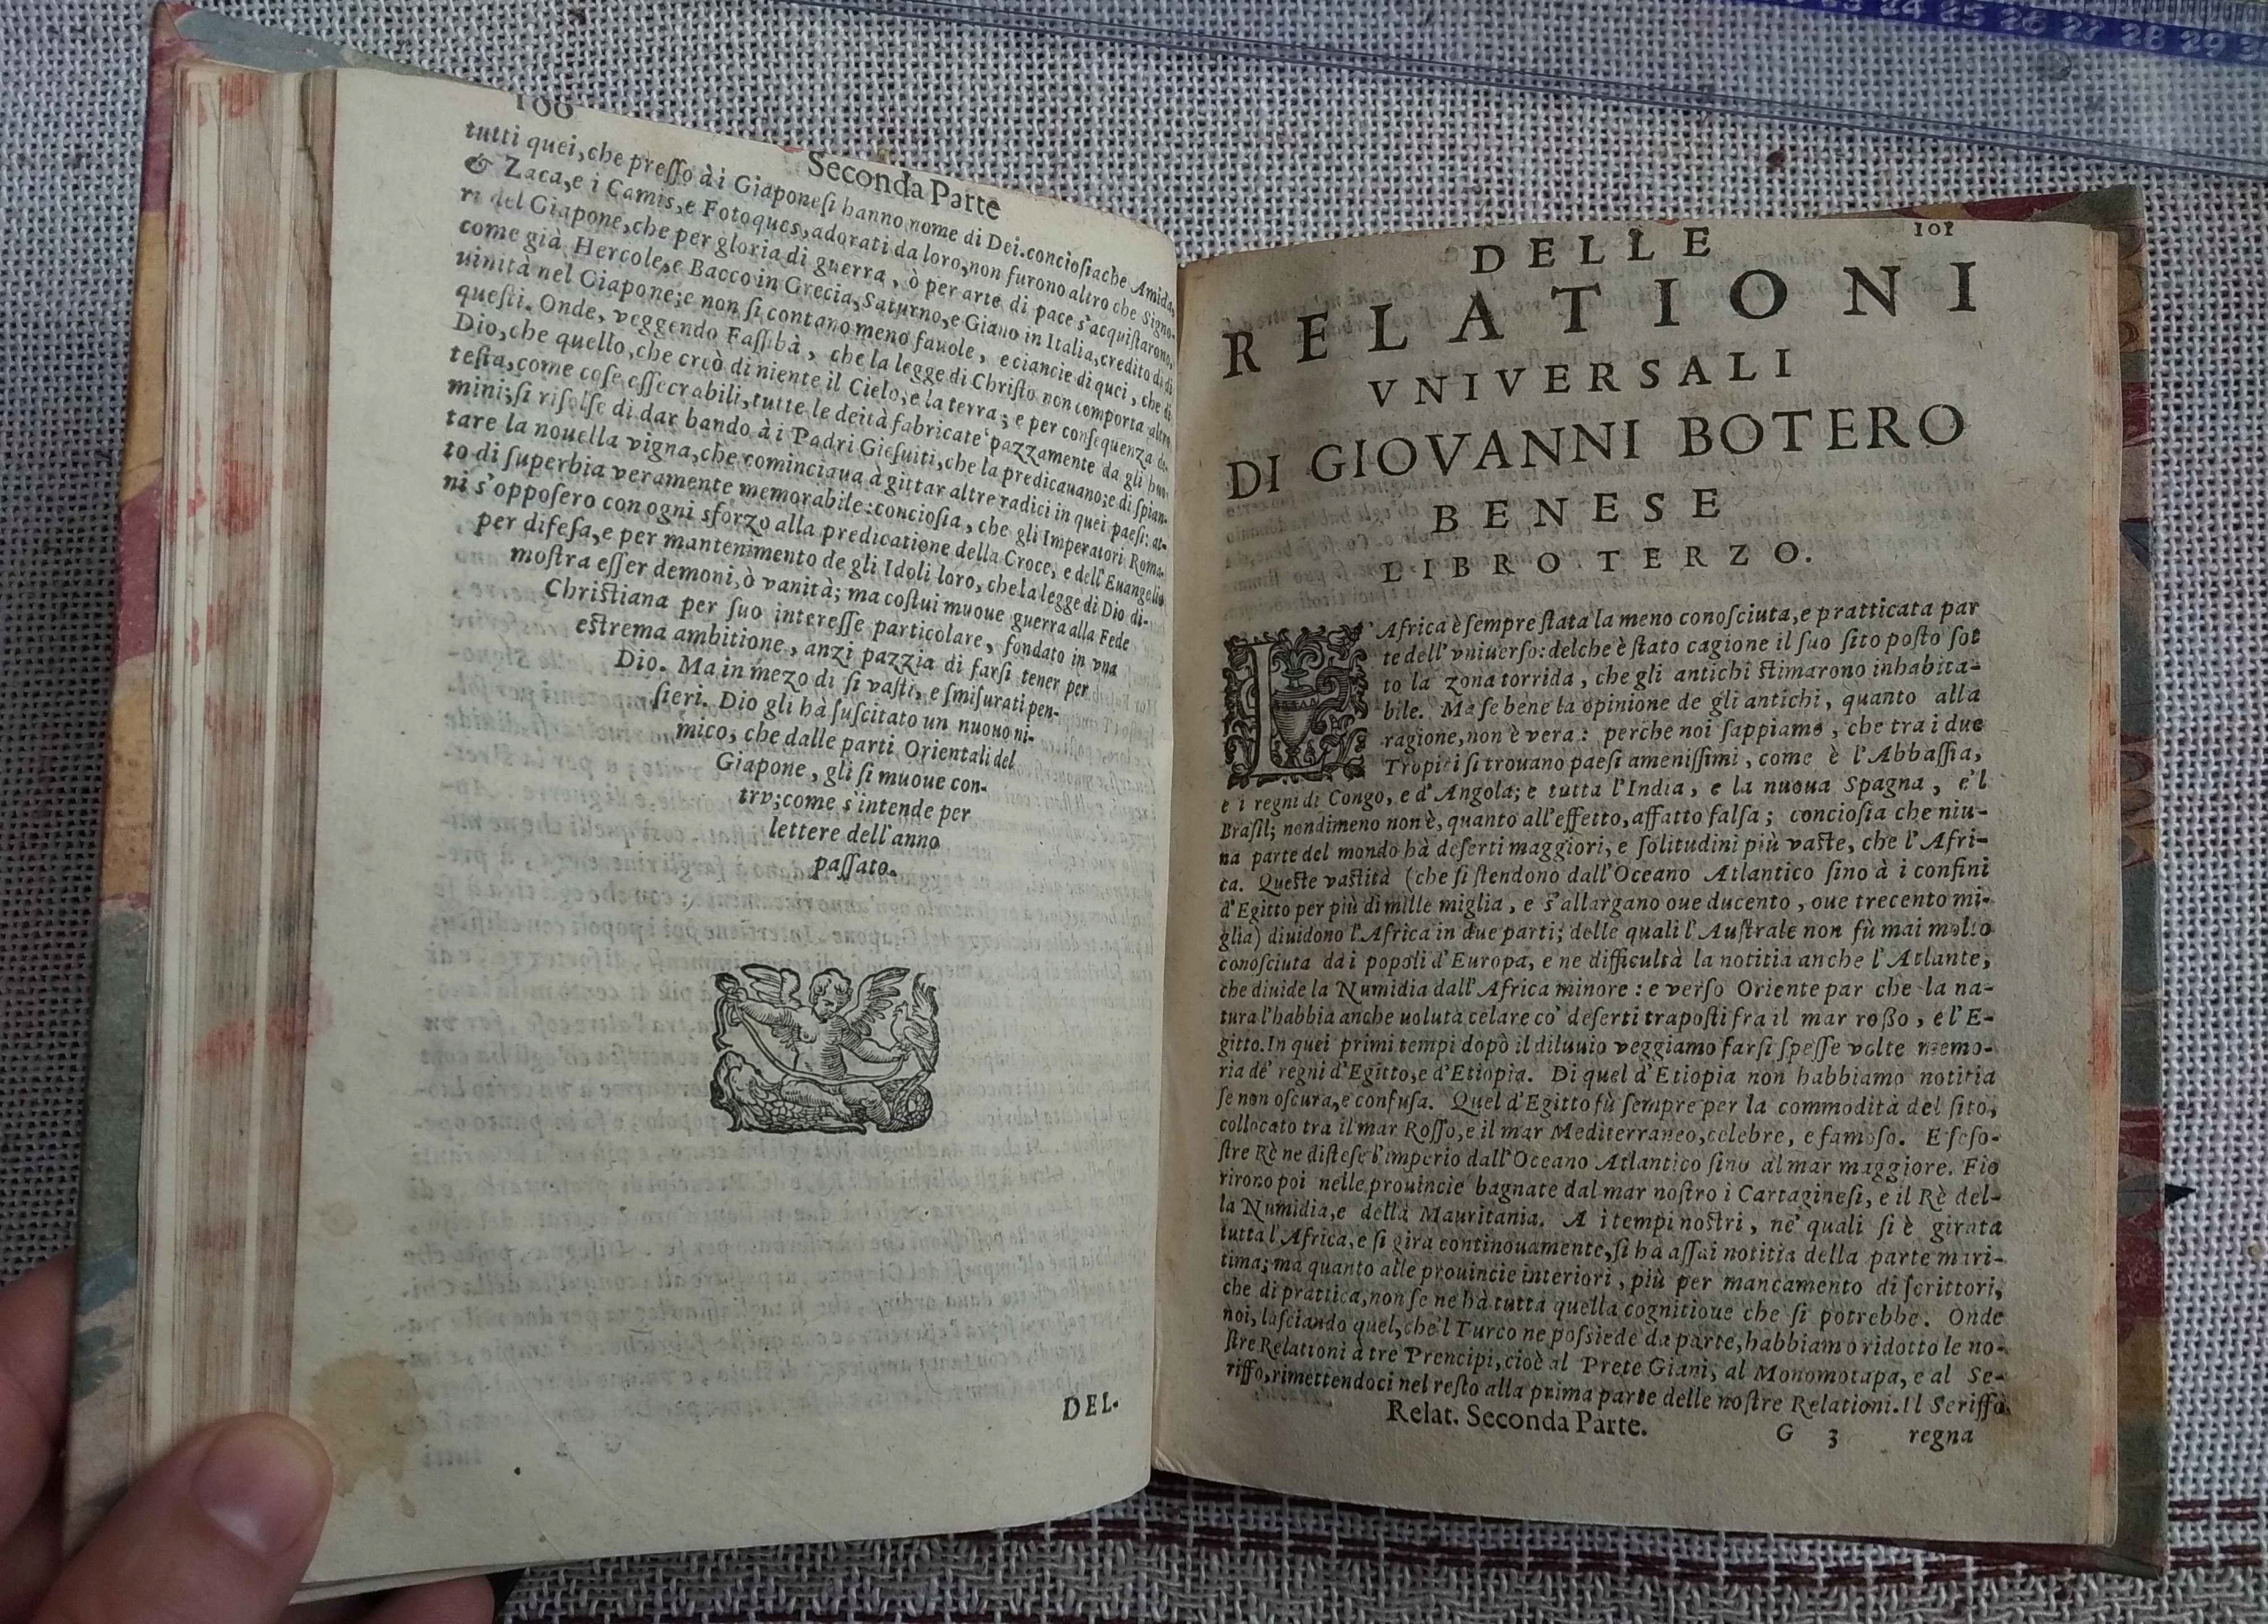 100
Seconda Parte
tutti quei, che preſſo à i Giaponeſi hanno nome di Dei. concioſiache Amida,
& Zaca, e i Camis, e Fotoques, adorati da loro, non furono altro che Signo-
ri del Giapone, che per gloria di guerra, ò per arte di pace s'acquiſtarono,
come già Hercole, e Bacco in Grecia, Saturno, e Giano in Italia, credito di di
uinità nel Giapone; e non ſi contano meno fauole, e ciancie di quei, che di
queſti. Onde, veggendo Faſſibà, che la legge di Chriſto non comporta altro
Dio, che quello, che creò di niente il Cielo, e la terra; e per conſequenza de-
teſta, come coſe eſſecrabili, tutte le deità fabricate pazzamente da gli huo-
mini; ſi riſolſe di dar bando à i Padri Gieſuiti, che la predicauano; e di ſpian-
tare la nouella vigna, che cominciaua à gittar altre radici in quei paeſi: at-
to di ſuperbia veramente memorabile: concioſia, che gli Imperatori Roma-
ni s'oppoſero con ogni sforzo alla predicatione della Croce, e dell'Euangelio
per difeſa, e per mantenimento de gli Idoli loro, che la legge di Dio di-
moſtra eſſer demoni, ò vanità; ma coſtui muoue guerra alla Fede
Chriſtiana per ſuo intereſſe particolare, fondato in vna
eſtrema ambitione, anzi pazzia di farſi tener per
Dio. Ma in mezo di ſi vaſti, e ſmiſurati pen-
ſieri. Dio gli hà ſuſcitato un nuouo ni-
mico, che dalle parti Orientali del
Giapone, gli ſi muoue con-
tro; come s'intende per
lettere dell'anno
paſſato.
DEL.
101
DELLE
RELATIONI
VNIVERSALI
DI GIOVANNI BOTERO
BENESE
LIBRO TERZO.
L'Africa è ſempre ſtata la meno conoſciuta, e pratticata par
te dell'vniuerſo: delche è ſtato cagione il ſuo ſito poſto ſot
to la zona torrida, che gli antichi ſtimarono inhabita-
bile. Ma ſe bene la opinione de gli antichi, quanto alla
ragione, non è vera: perche noi ſappiamo, che tra i due
Tropici ſi trouano paeſi ameniſſimi, come è l'Abbaſſia,
e i regni di Congo, e d'Angola; e tutta l'India, e la nuoua Spagna, e'l
Braſil; nondimeno non è, quanto all'effetto, affatto falſa; concioſia che niu-
na parte del mondo hà deſerti maggiori, e ſolitudini più vaſte, che l'Afri-
ca. Queſte vaſtità (che ſi ſtendono dall'Oceano Atlantico ſino à i confini
d'Egitto per più di mille miglia, e s'allargano oue ducento, oue trecento mi-
glia) diuidono l'Africa in due parti; delle quali l'Auſtrale non fù mai molto
conoſciuta da i popoli d'Europa, e ne difficultà la notitia anche l'Atlante,
che diuide la Numidia dall'Africa minore: e verſo Oriente par che la na-
tura l'habbia anche uoluta celare co' deſerti trapoſti fra il mar roßo, e l'E-
gitto. In quei primi tempi dopò il diluuio veggiamo farſi ſpeſſe volte memo-
ria de' regni d'Egitto, e d'Etiopia. Di quel d'Etiopia non habbiamo notitia
ſe non oſcura, e confuſa. Quel d'Egitto fù ſempre per la commodità del ſito,
collocato tra il mar Roſſo, e il mar Mediterraneo, celebre, e famoſo. E ſeſo-
ſtre Rè ne diſteſe l'imperio dall'Oceano Atlantico ſino al mar maggiore. Fio
rirono poi nelle prouincie bagnate dal mar noſtro i Cartagineſi, e il Rè del-
la Numidia, e della Mauritania. A i tempi noſtri, ne' quali ſi è girata
tutta l'Africa, e ſi gira continouamente, ſi ha aſſai notitia della parte mari-
tima; ma quanto alle prouincie interiori, più per mancamento di ſcrittori,
che di prattica, non ſe ne hà tutta quella cognitioue che ſi potrebbe. Onde
noi, laſciando quel, che'l Turco ne poſsiede da parte, habbiamo ridotto le no-
ſtre Relationi à tre Prencipi, cioè al Prete Giani, al Monomotapa, e al Se-
riffo, rimettendoci nel reſto alla prima parte delle noſtre Relationi. Il Seriffo
Relat. Seconda Parte. G 3 regna
23 24 25 26 27 28 29